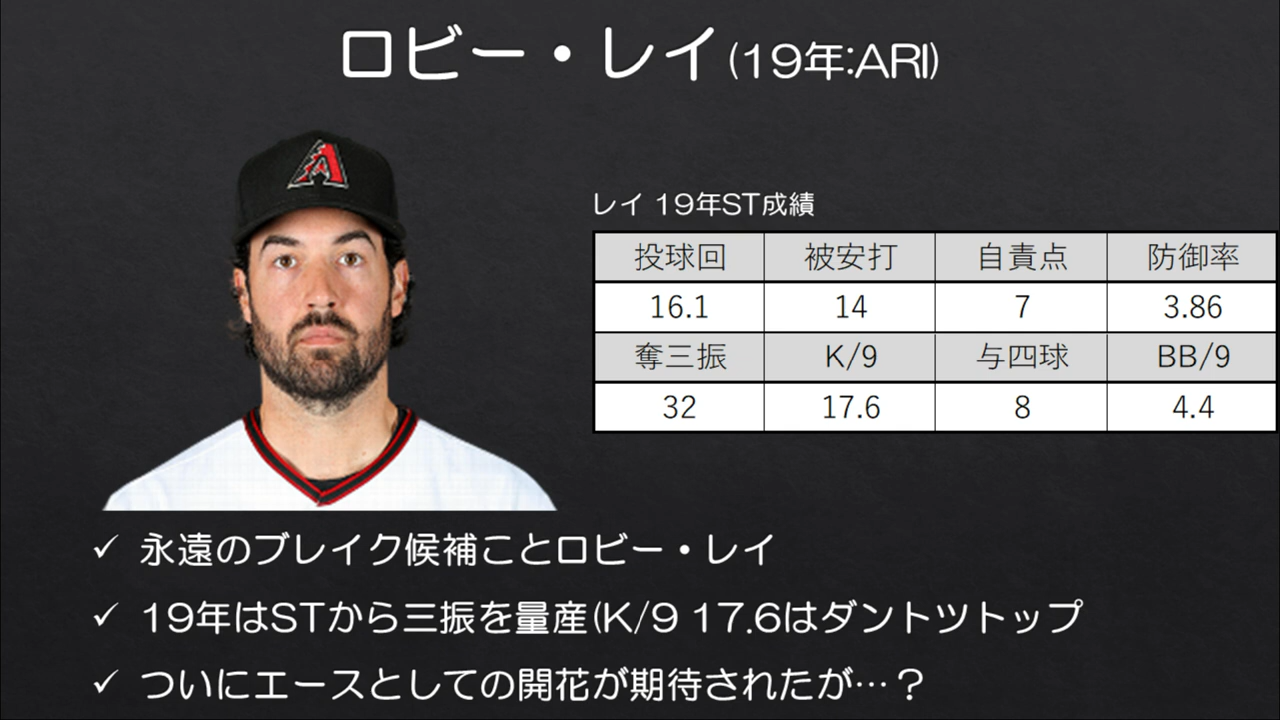 ロビー・レイ(19年:ARI)
レイ 19年ST成績
投球回 被安打 自責点 防御率
16.1 14 7 3.86
奪三振 K/9 与四球 BB/9
32 17.6 8 4.4
✓ 永遠のブレイク候補ことロビー・レイ
✓ 19年はSTから三振を量産(K/9 17.6はダントツトップ
✓ ついにエースとしての開花が期待されたが…？